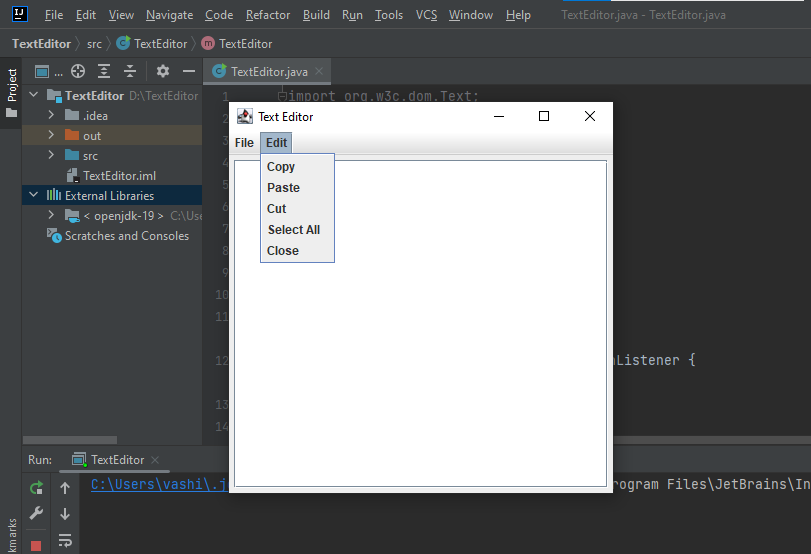 IJ File Edit View Navigate Code Refactor Build Run Tools VCS Window Help TextEditor.java - TextEditor.java
TextEditor src TextEditor TextEditor
Project
... TextEditor.java
TextEditor D:\TextEditor
.idea
out
src
TextEditor.iml
External Libraries
< openjdk-19 > C:\Use
Scratches and Consoles
1 import org.w3c.dom.Text;
2
3
4
5
6
7
8
9
10
11
12 Listener {
13
14
Text Editor
File Edit
Copy
Paste
Cut
Select All
Close
Run: TextEditor
C:\Users\vashi\.j rogram Files\JetBrains\In
kmarks